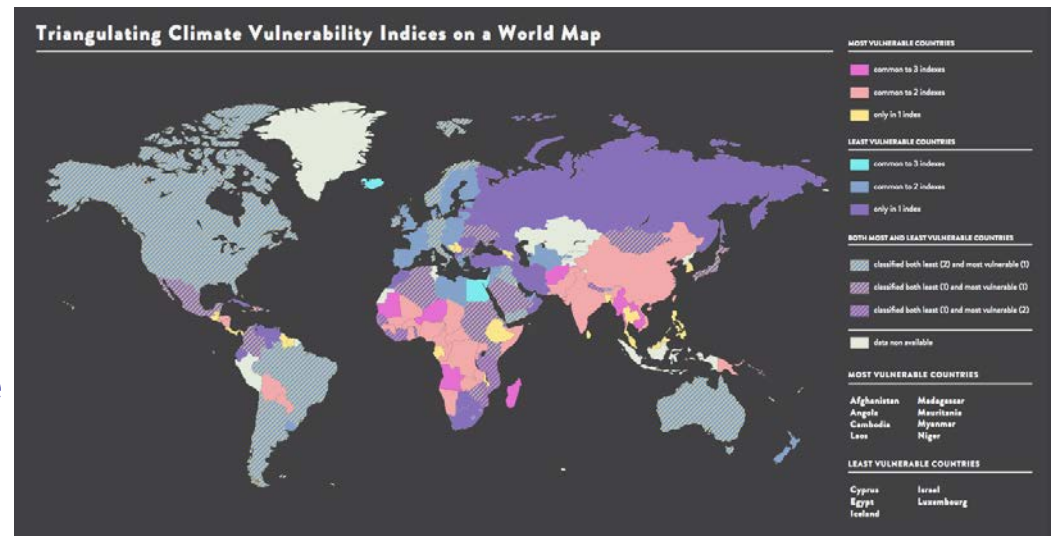 Triangulating Climate Vulnerability Indices on a World Map
MOST VULNERABLE COUNTRIES
common to 3 indexes
common to 2 indexes
only in 1 index
LEAST VULNERABLE COUNTRIES
common to 3 indexes
common to 2 indexes
only in 1 index
BOTH MOST AND LEAST VULNERABLE COUNTRIES
classified both least (2) and most vulnerable (1)
classified both least (1) and most vulnerable (1)
classified both least (1) and most vulnerable (2)
data non available
MOST VULNERABLE COUNTRIES
Afghanistan Madagascar
Angola Mauritania
Cambodia Myanmar
Laos Niger
LEAST VULNERABLE COUNTRIES
Cyprus Israel
Egypt Luxembourg
Iceland